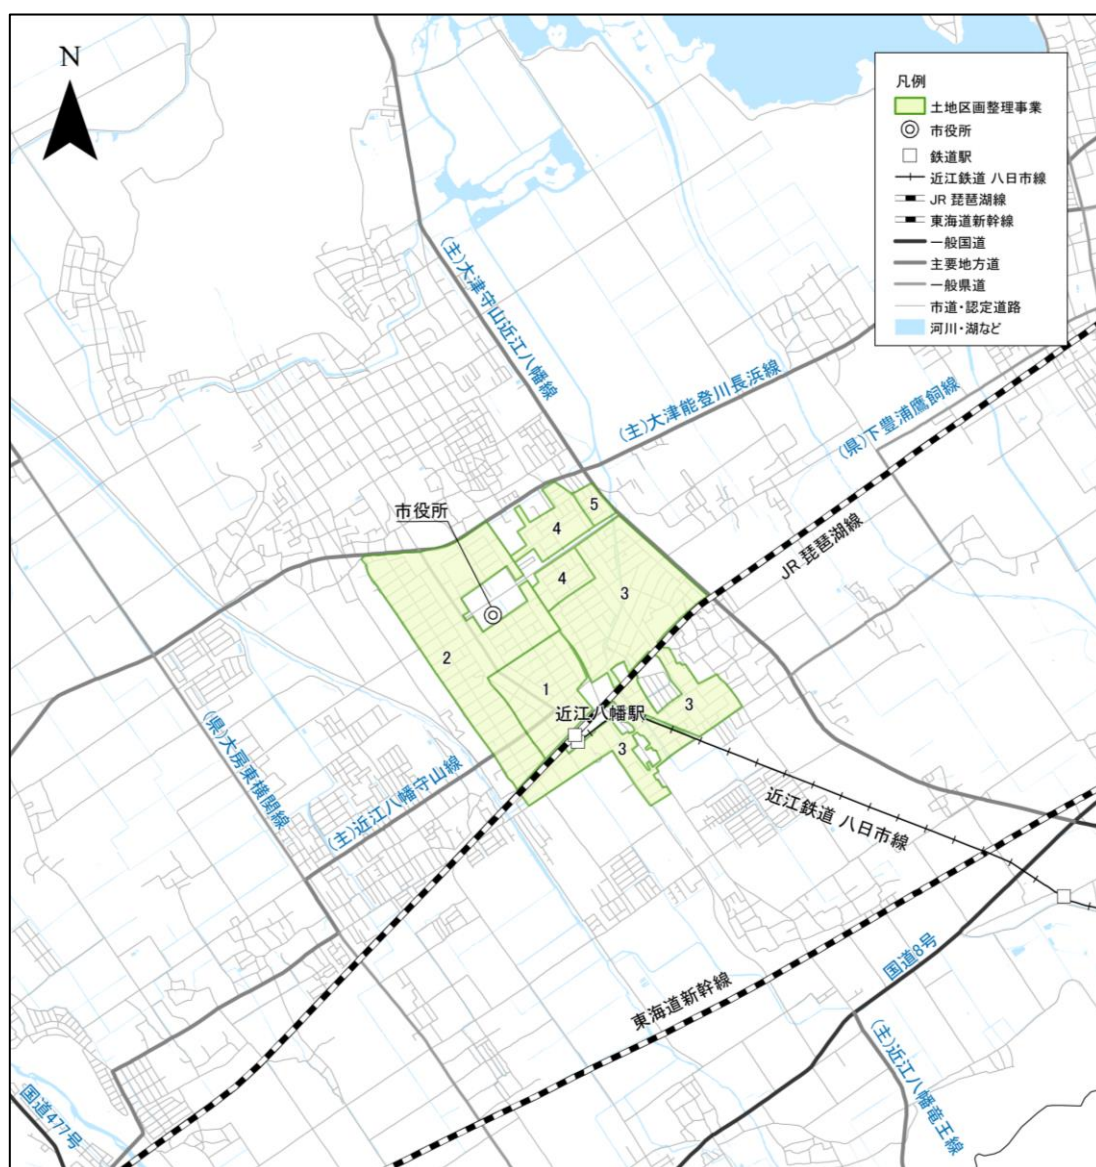 N
凡例
土地区画整理事業
市役所
鉄道駅
近江鉄道 八日市線
JR 琵琶湖線
東海道新幹線
一般国道
主要地方道
一般県道
市道・認定道路
河川・湖など
(主)大津守山近江八幡線
(主)大津能登川長浜線
(県)下豊浦鷹飼線
市役所
5
4
4
3
JR 琵琶湖線
2
1
3
近江八幡駅
3
(県)大房東横関線
(主)近江八幡守山線
近江鉄道 八日市線
国道8号
東海道新幹線
(主)近江八幡竜王線
国道477号